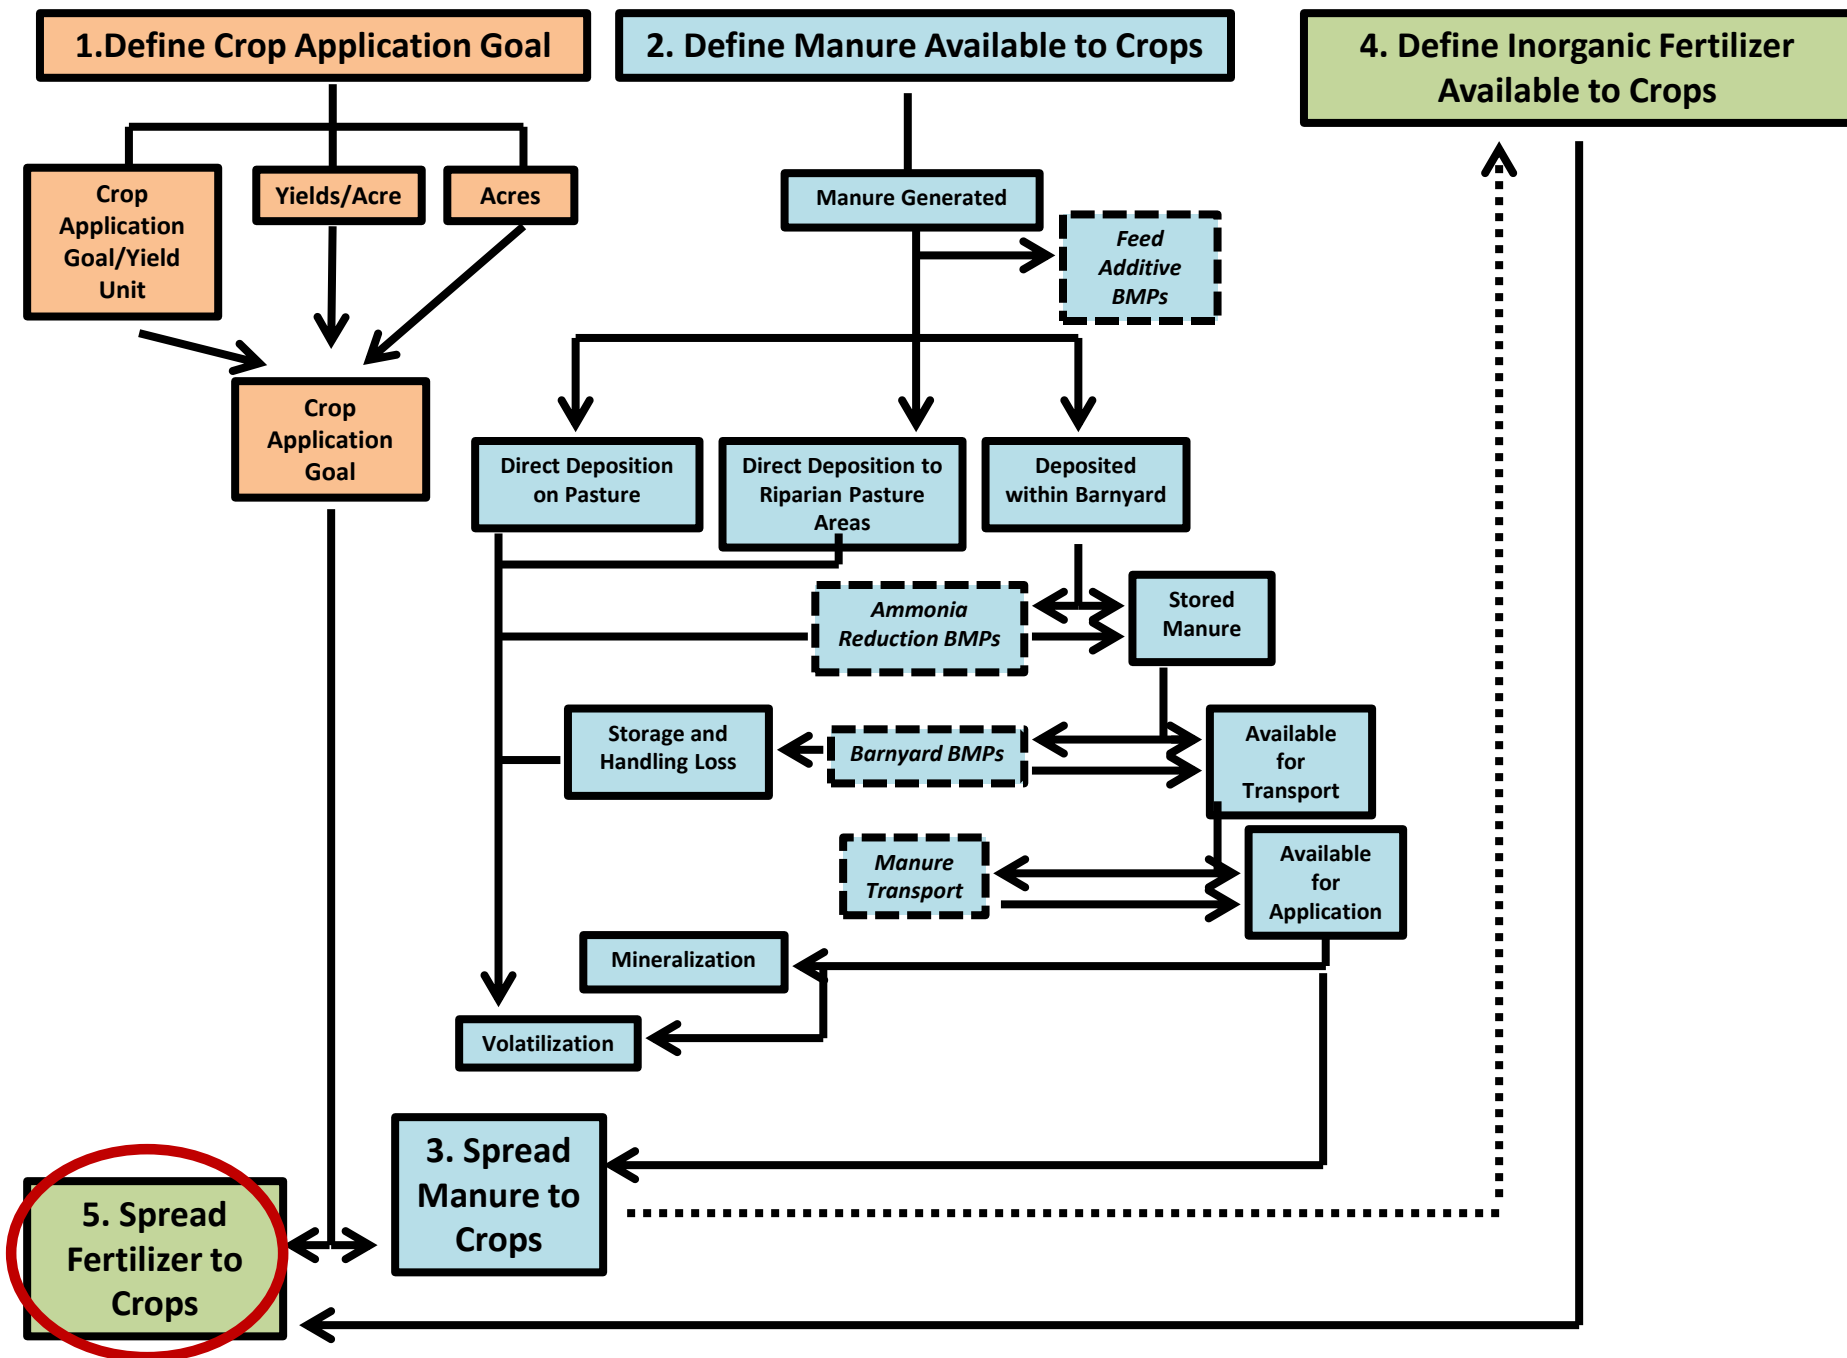 1.Define Crop Application Goal
2. Define Manure Available to Crops
4. Define Inorganic Fertilizer
Available to Crops
Crop
Application
Goal/Yield
Unit
Yields/Acre
Acres
Manure Generated
Feed
Additive
BMPs
Crop
Application
Goal
Direct Deposition
on Pasture
Direct Deposition to
Riparian Pasture
Areas
Deposited
within Barnyard
Ammonia
Reduction BMPs
Stored
Manure
Storage and
Handling Loss
Barnyard BMPs
Available
for
Transport
Manure
Transport
Available
for
Application
Mineralization
Volatilization
3. Spread
Manure to
Crops
5. Spread
Fertilizer to
Crops